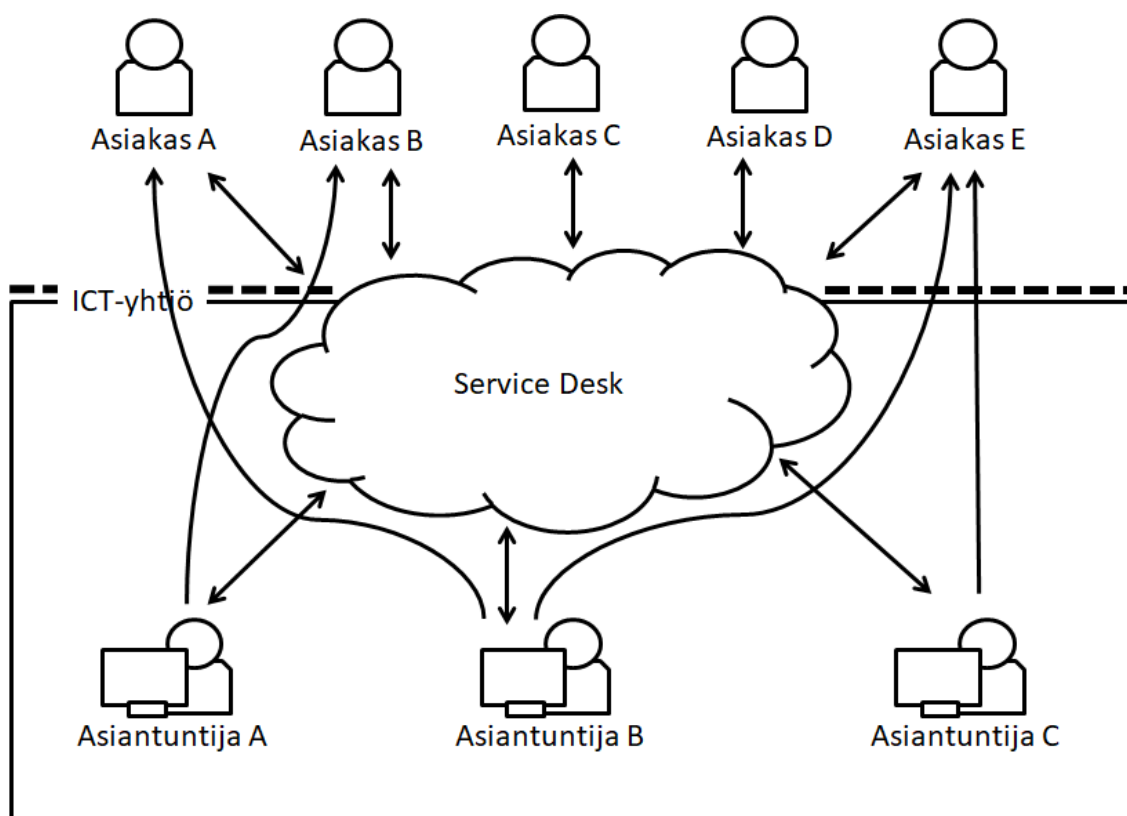 Asiakas A
Asiakas B
Asiakas C
Asiakas D
Asiakas E
ICT-yhtiö
Service Desk
Asiantuntija A
Asiantuntija B
Asiantuntija C